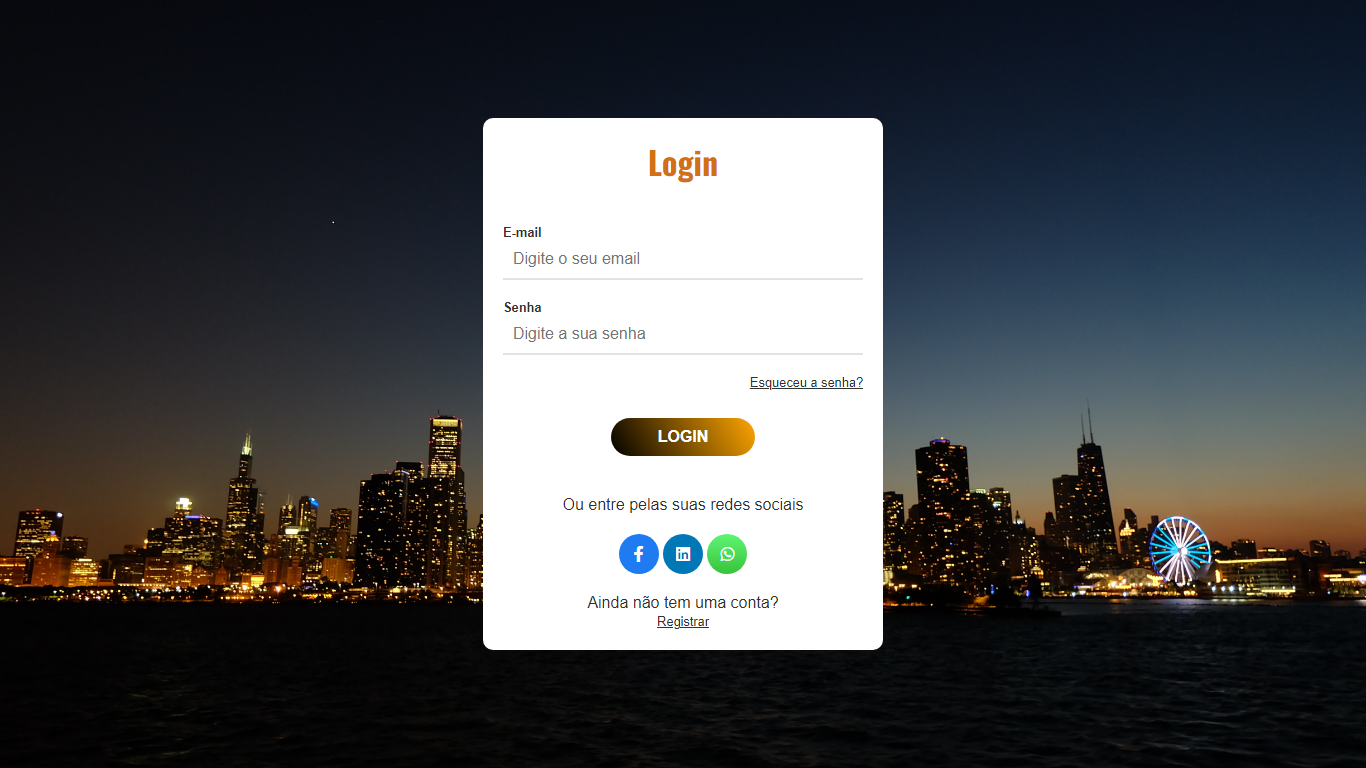 Login
E-mail
Digite o seu email
Senha
Digite a sua senha
Esqueceu a senha?
LOGIN
Ou entre pelas suas redes sociais
Ainda não tem uma conta?
Registrar